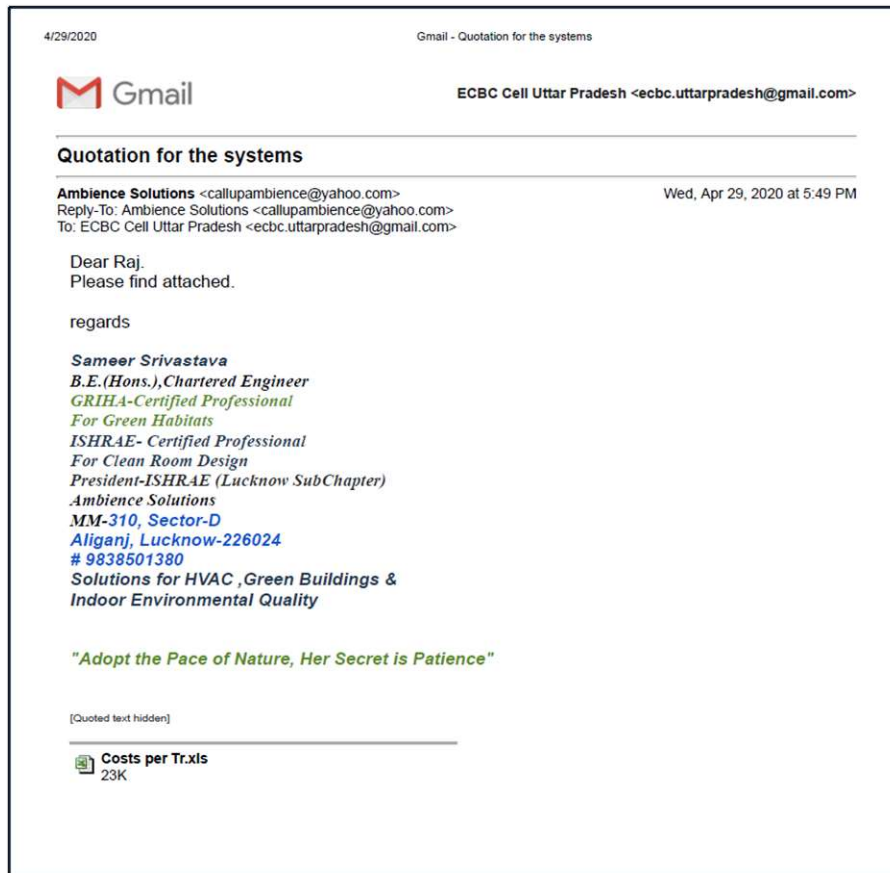 4/29/2020 Gmail - Quotation for the systems
Gmail ECBC Cell Uttar Pradesh <ecbc.uttarpradesh@gmail.com>
Quotation for the systems
Ambience Solutions <callupambience@yahoo.com> Wed, Apr 29, 2020 at 5:49 PM
Reply-To: Ambience Solutions <callupambience@yahoo.com>
To: ECBC Cell Uttar Pradesh <ecbc.uttarpradesh@gmail.com>
Dear Raj.
Please find attached.
regards
Sameer Srivastava
B.E.(Hons.),Chartered Engineer
GRIHA-Certified Professional
For Green Habitats
ISHRAE- Certified Professional
For Clean Room Design
President-ISHRAE (Lucknow SubChapter)
Ambience Solutions
MM-310, Sector-D
Aliganj, Lucknow-226024
# 9838501380
Solutions for HVAC ,Green Buildings &
Indoor Environmental Quality
"Adopt the Pace of Nature, Her Secret is Patience"
[Quoted text hidden]
Costs per Tr.xls
23K